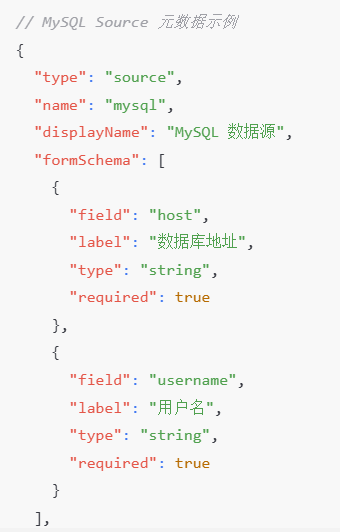 // MySQL Source 元数据示例
{
  "type": "source",
  "name": "mysql",
  "displayName": "MySQL 数据源",
  "formSchema": [
    {
      "field": "host",
      "label": "数据库地址",
      "type": "string",
      "required": true
    },
    {
      "field": "username",
      "label": "用户名",
      "type": "string",
      "required": true
    }
  ],